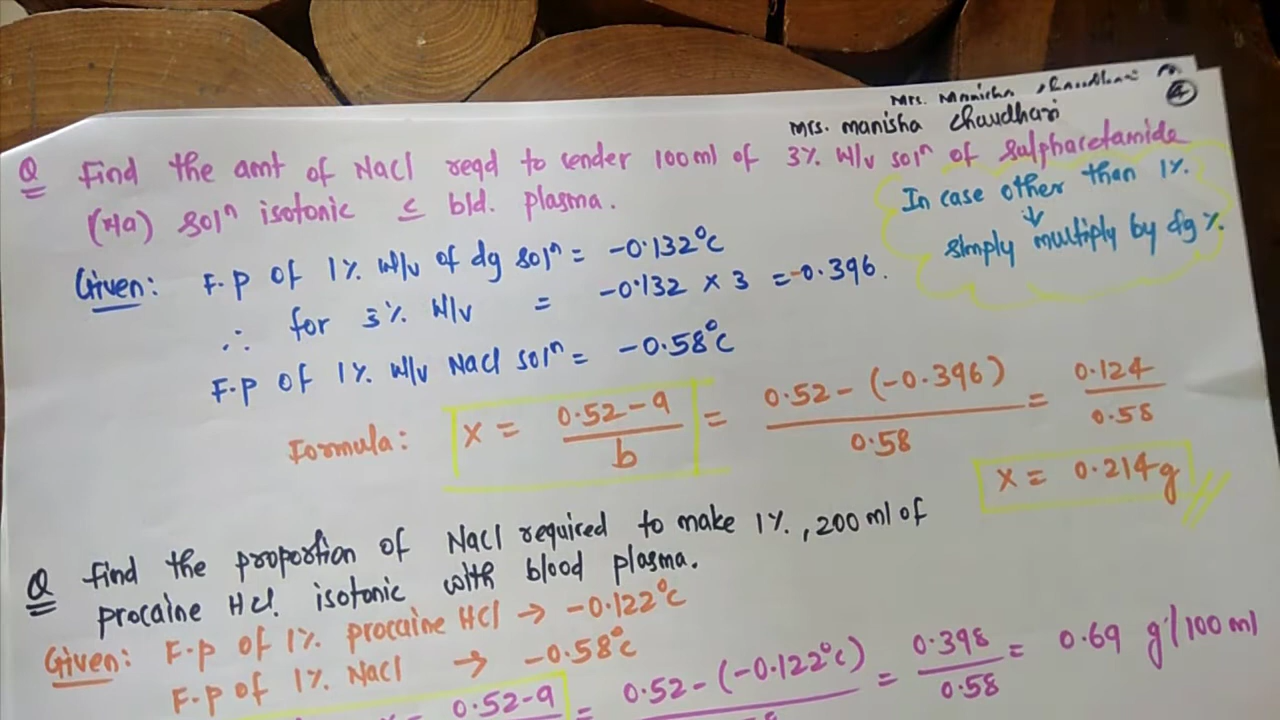 Mrs. Manisha Chaudhari
4
Mrs. Manisha Chaudhari
Q Find the amt of NaCl reqd to render 100ml of 3% W/v solⁿ of sulphacetamide
(Na) solⁿ isotonic c̄ bld. plasma.
In case other than 1%.
↓
simply multiply by dg %.
Given: F.p of 1% W/v of dg solⁿ = -0.132°C
∴ for 3% W/v = -0.132 × 3 = -0.396.
F.p of 1% W/v NaCl solⁿ = -0.58°C
Formula: x = (0.52-a)/b = (0.52-(-0.396))/0.58 = 0.124/0.58
x = 0.214g
Q Find the proportion of NaCl required to make 1%, 200 ml of
procaine Hcl. isotonic with blood plasma.
Given: F.p of 1% procaine HCl → -0.122°C
F.p of 1% NaCl → -0.58°C
0.52-a = 0.52-(-0.122°C) = 0.398/0.58 = 0.69 g/100 ml